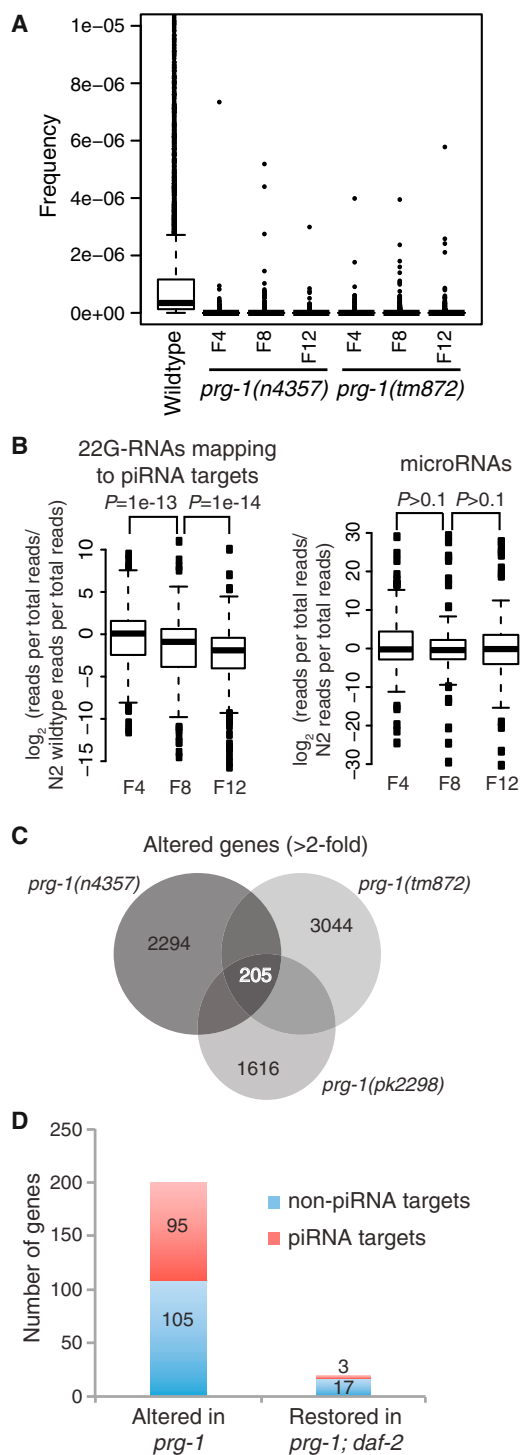 A
1e−05
8e−06
6e−06
4e−06
2e−06
0e+00
Frequency
Wildtype
F4
F8
F12
F4
F8
F12
prg-1(n4357)
prg-1(tm872)
B
22G-RNAs mapping
to piRNA targets
P=1e-13
P=1e-14
10
5
0
−5
−10
−15
log2 (reads per total reads/
N2 wildtype reads per total reads)
F4
F8
F12
microRNAs
P>0.1
P>0.1
30
20
10
0
−10
−20
−30
log2 (reads per total reads/
N2 reads per total reads)
F4
F8
F12
C
Altered genes (>2-fold)
prg-1(n4357)
prg-1(tm872)
2294
3044
205
1616
prg-1(pk2298)
D
250
200
150
100
50
0
Number of genes
non-piRNA targets
piRNA targets
95
105
3
17
Altered in
prg-1
Restored in
prg-1; daf-2